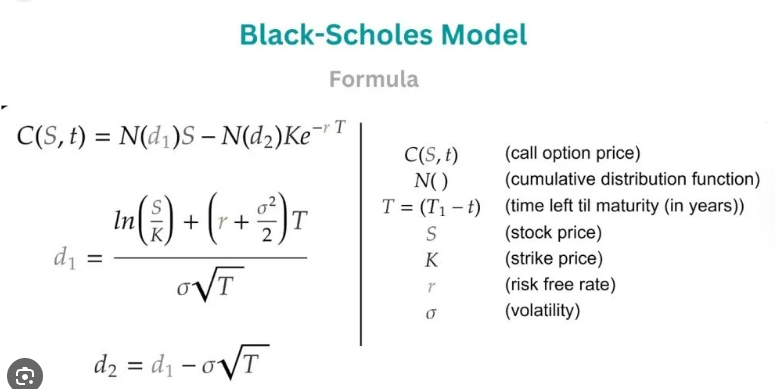 Black-Scholes Model
Formula
C(S, t) = N(d₁)S – N(d₂)Ke⁻ʳ ᵀ
d₁ = (ln(S/K) + (r + σ²/2)T) / (σ√T)
d₂ = d₁ – σ√T
C(S, t) (call option price)
N( ) (cumulative distribution function)
T = (T₁ – t) (time left til maturity (in years))
S (stock price)
K (strike price)
r (risk free rate)
σ (volatility)